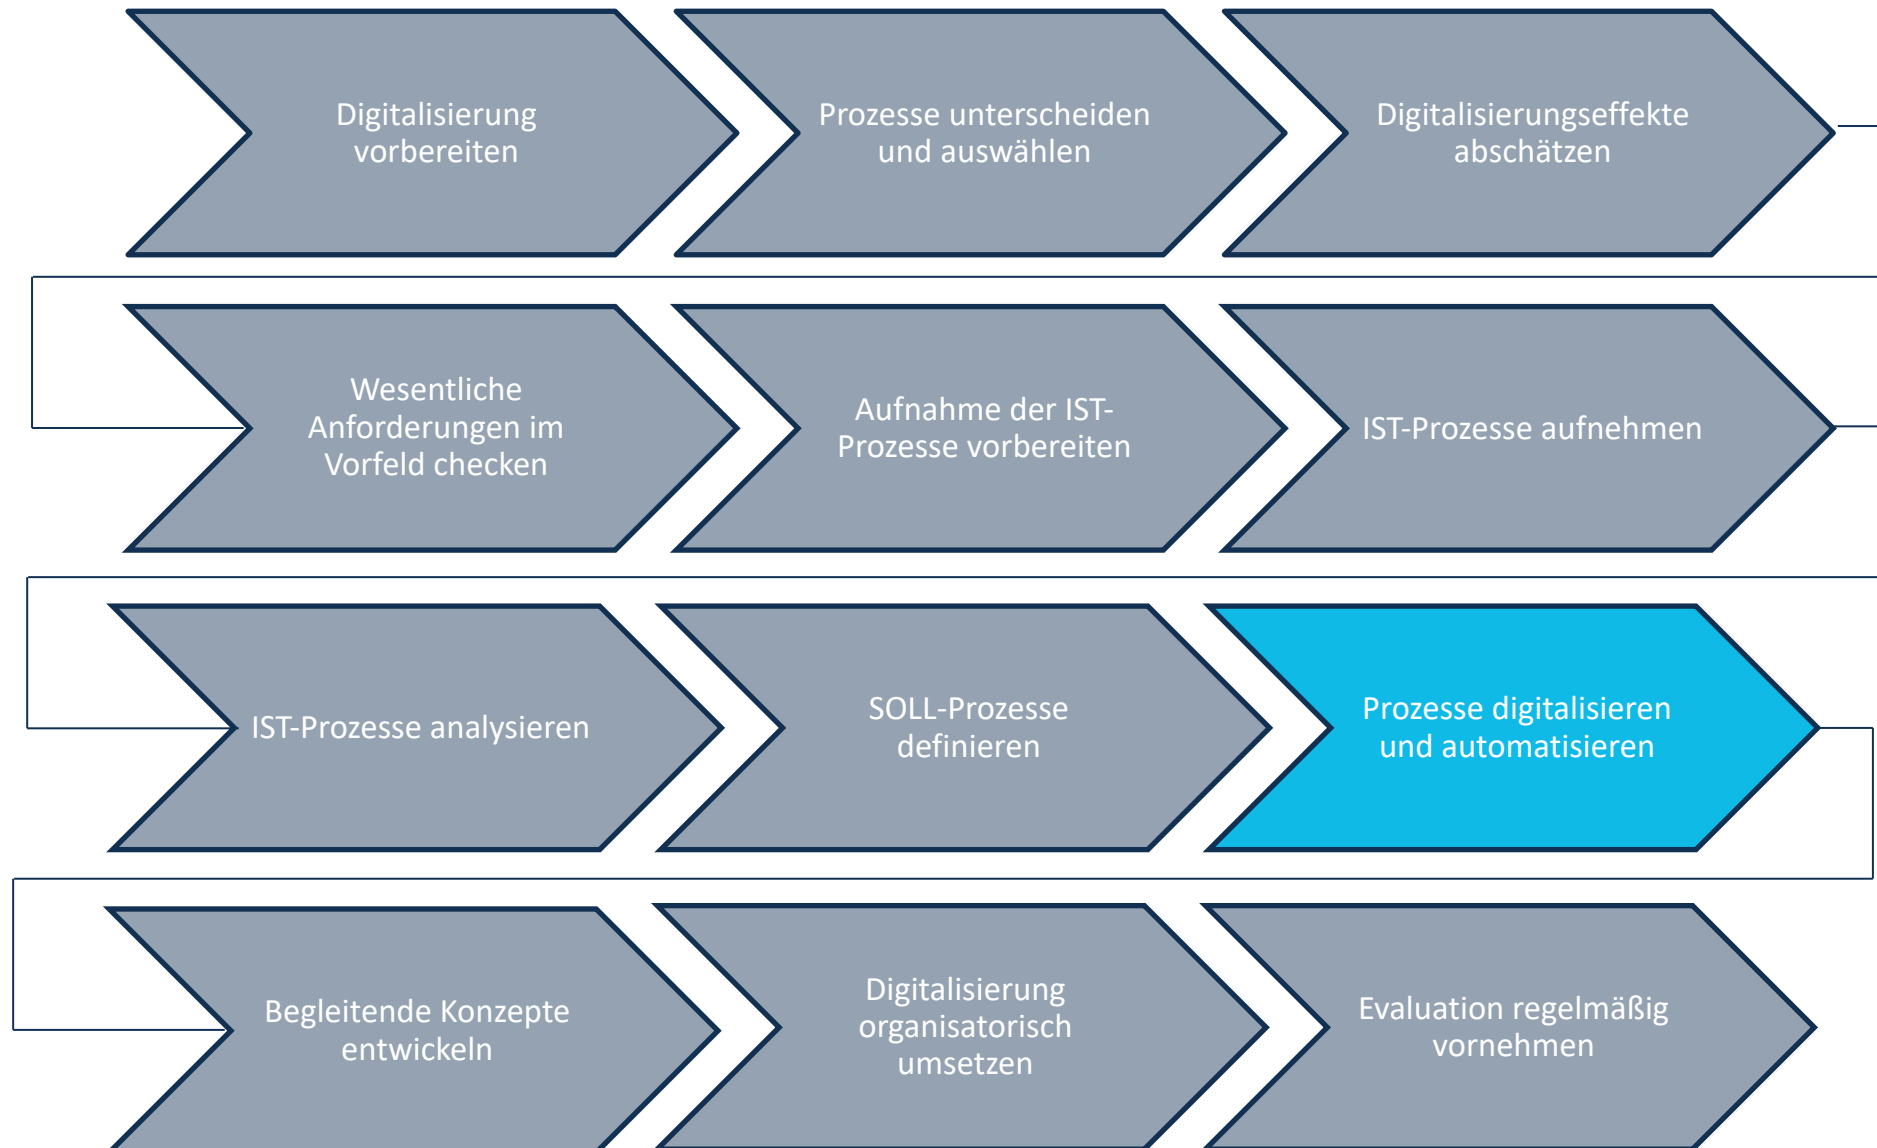 Digitalisierung
vorbereiten
Prozesse unterscheiden
und auswählen
Digitalisierungseffekte
abschätzen
Wesentliche
Anforderungen im
Vorfeld checken
Aufnahme der IST-
Prozesse vorbereiten
IST-Prozesse aufnehmen
IST-Prozesse analysieren
SOLL-Prozesse
definieren
Prozesse digitalisieren
und automatisieren
Begleitende Konzepte
entwickeln
Digitalisierung
organisatorisch
umsetzen
Evaluation regelmäßig
vornehmen